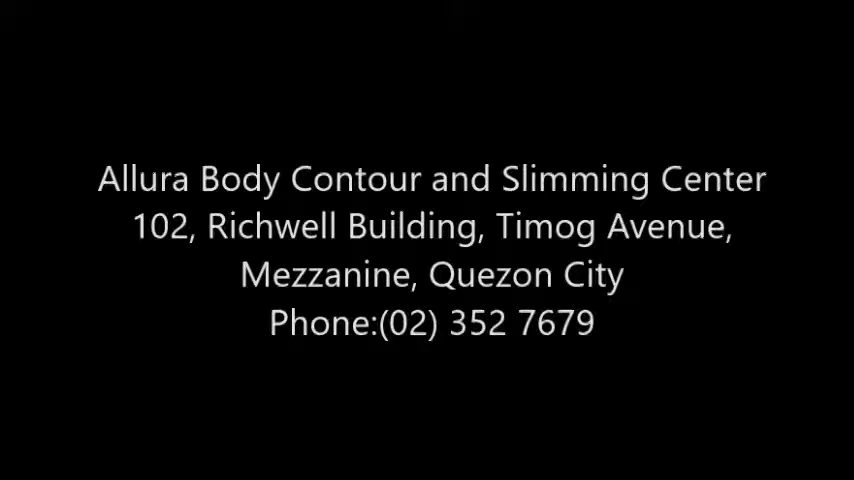 Allura Body Contour and Slimming Center
102, Richwell Building, Timog Avenue,
Mezzanine, Quezon City
Phone:(02) 352 7679